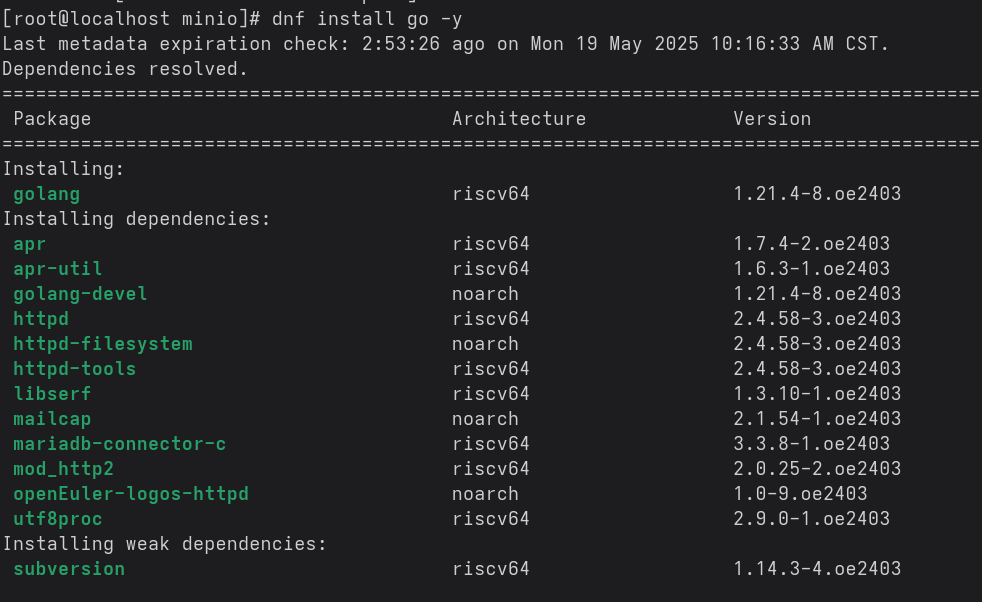 [root@localhost minio]# dnf install go -y
Last metadata expiration check: 2:53:26 ago on Mon 19 May 2025 10:16:33 AM CST.
Dependencies resolved.
================================================================================
Package Architecture Version
================================================================================
Installing:
golang riscv64 1.21.4-8.oe2403
Installing dependencies:
apr riscv64 1.7.4-2.oe2403
apr-util riscv64 1.6.3-1.oe2403
golang-devel noarch 1.21.4-8.oe2403
httpd riscv64 2.4.58-3.oe2403
httpd-filesystem noarch 2.4.58-3.oe2403
httpd-tools riscv64 2.4.58-3.oe2403
libserf riscv64 1.3.10-1.oe2403
mailcap noarch 2.1.54-1.oe2403
mariadb-connector-c riscv64 3.3.8-1.oe2403
mod_http2 riscv64 2.0.25-2.oe2403
openEuler-logos-httpd noarch 1.0-9.oe2403
utf8proc riscv64 2.9.0-1.oe2403
Installing weak dependencies:
subversion riscv64 1.14.3-4.oe2403